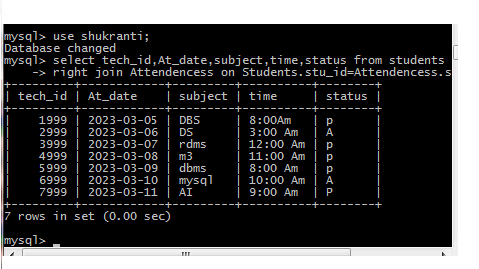 mysql> use shukranti;
Database changed
mysql> select tech_id,At_date,subject,time,status from students
    -> right join Attendencess on Students.stu_id=Attendencess.s
+---------+------------+---------+----------+--------+
| tech_id | At_date    | subject | time     | status |
+---------+------------+---------+----------+--------+
|    1999 | 2023-03-05 | DBS     | 8:00Am   | p      |
|    2999 | 2023-03-06 | DS      | 3:00 Am  | A      |
|    3999 | 2023-03-07 | rdms    | 12:00 Am | p      |
|    4999 | 2023-03-08 | m3      | 11:00 Am | p      |
|    5999 | 2023-03-09 | dbms    | 8:00 Am  | p      |
|    6999 | 2023-03-10 | mysql   | 10:00 Am | A      |
|    7999 | 2023-03-11 | AI      | 9:00 Am  | P      |
+---------+------------+---------+----------+--------+
7 rows in set (0.00 sec)
mysql> _